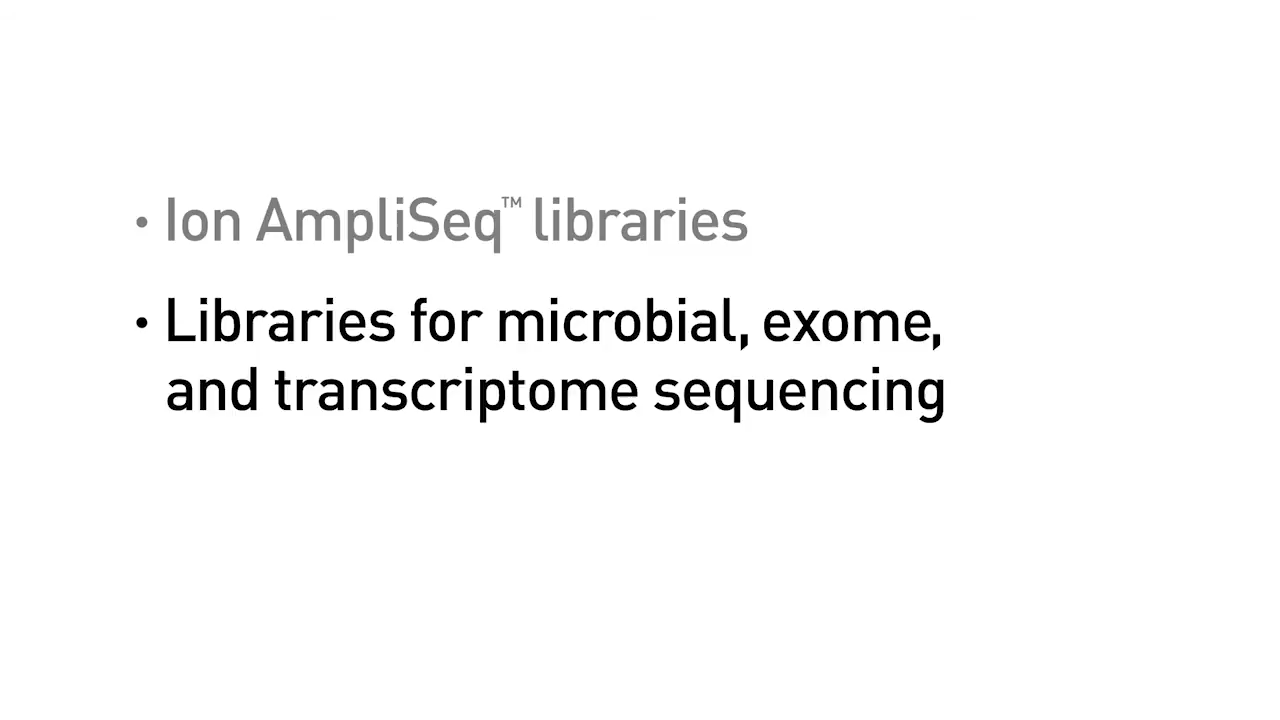 • Ion AmpliSeq™ libraries
• Libraries for microbial, exome,
and transcriptome sequencing